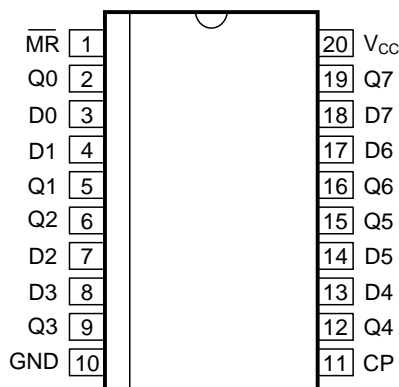 M̅R̅ 1 20 VCC
Q0 2 19 Q7
D0 3 18 D7
D1 4 17 D6
Q1 5 16 Q6
Q2 6 15 Q5
D2 7 14 D5
D3 8 13 D4
Q3 9 12 Q4
GND 10 11 CP